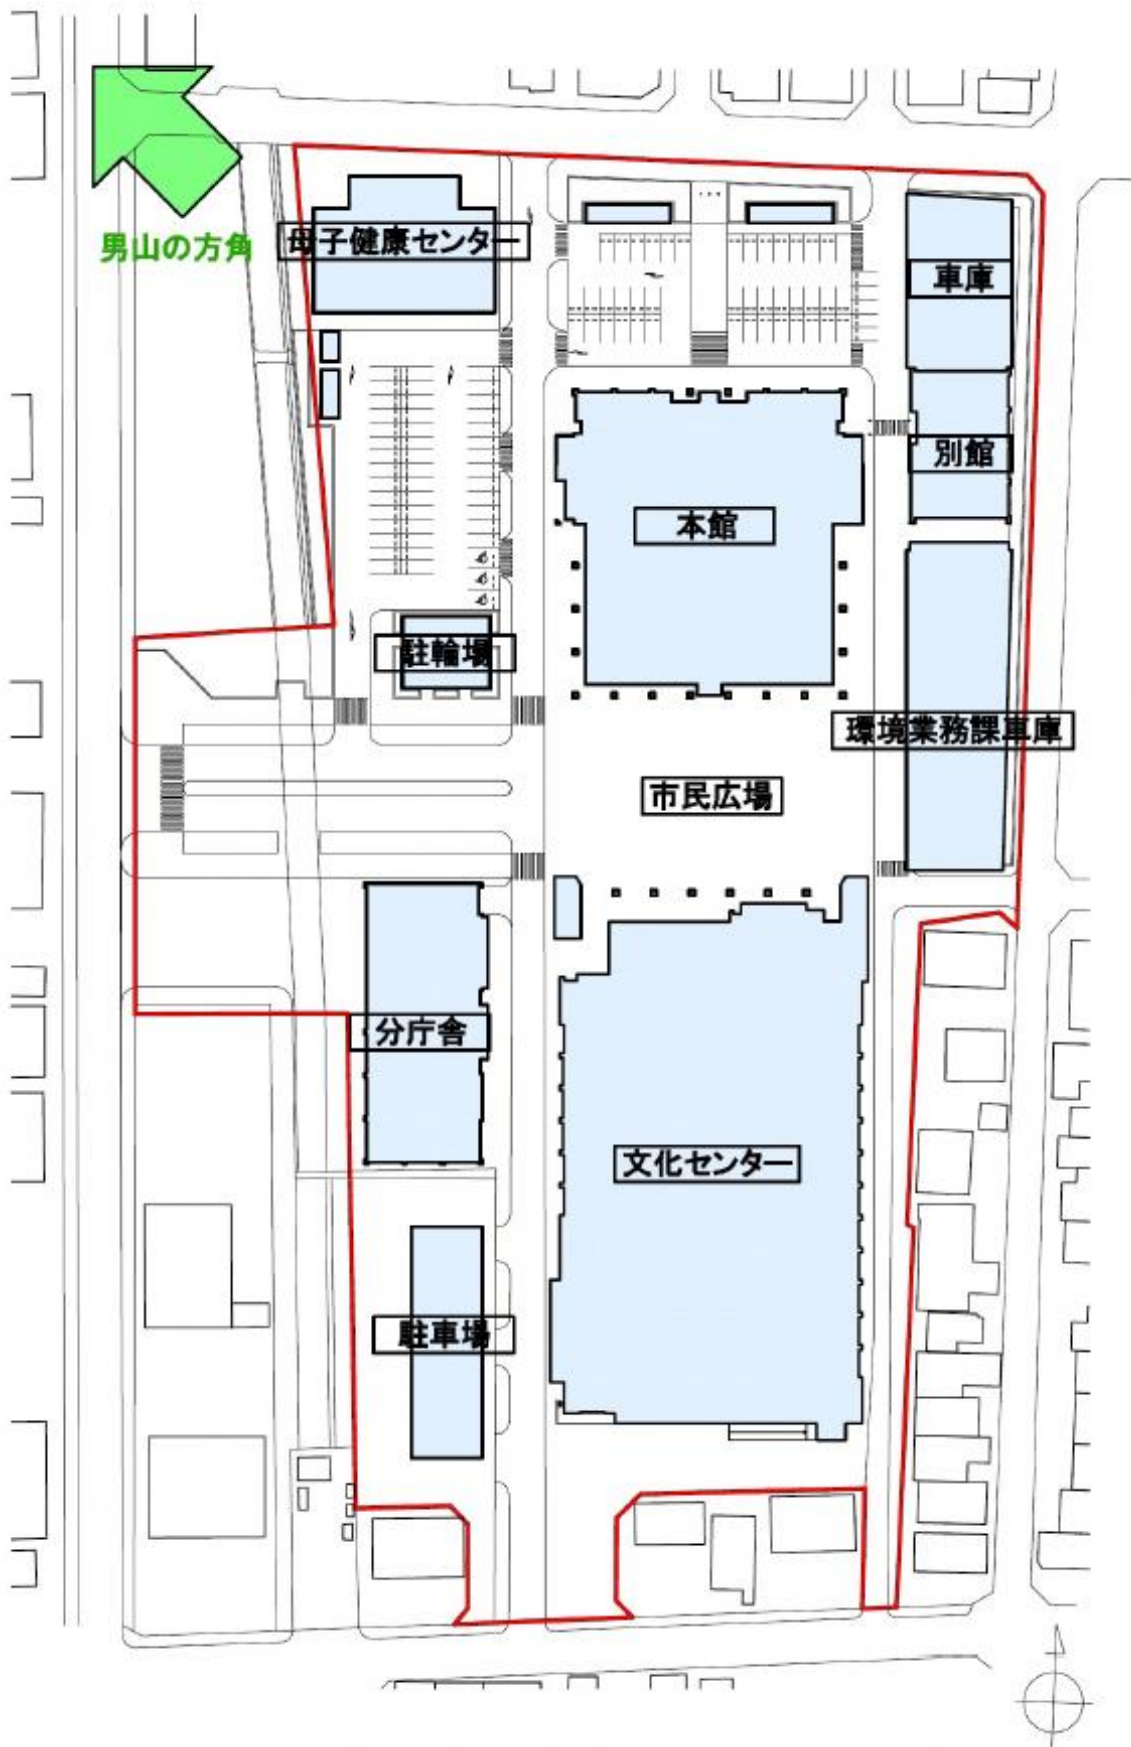 男山の方角
母子健康センター
車庫
別館
本館
駐輪場
環境業務課車庫
市民広場
分庁舎
文化センター
駐車場